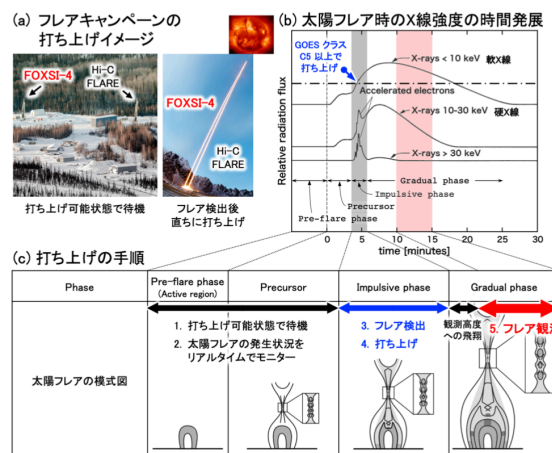 (a) フレアキャンペーンの
打ち上げイメージ
FOXSI-4
Hi-C
FLARE
FOXSI-4
Hi-C
FLARE
打ち上げ可能状態で待機
フレア検出後
直ちに打ち上げ
(b) 太陽フレア時のX線強度の時間発展
GOES クラス
C5 以上で
打ち上げ
X-rays < 10 keV 軟X線
Accelerated electrons
X-rays 10-30 keV 硬X線
X-rays > 30 keV
Relative radiation flux
Gradual phase
Impulsive phase
Precursor
Pre-flare phase
0 5 10 15 20 25 30
time [minutes]
(c) 打ち上げの手順
Phase
Pre-flare phase
(Active region)
Precursor
Impulsive phase
Gradual phase
太陽フレアの模式図
1. 打ち上げ可能状態で待機
2. 太陽フレアの発生状況を
リアルタイムでモニター
3. フレア検出
4. 打ち上げ
観測高度
への飛翔
5. フレア観